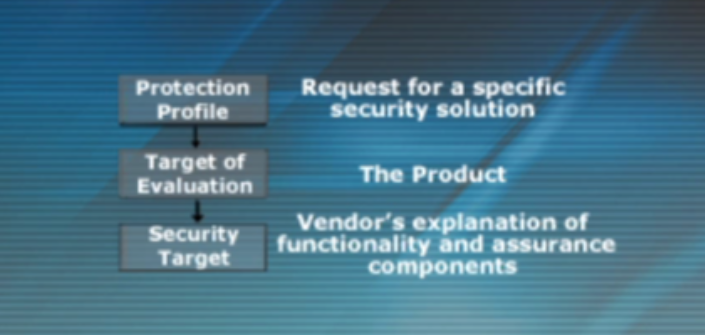 Protection
Profile
Request for a specific
security solution
Target of
Evaluation
The Product
Security
Target
Vendor's explanation of
functionality and assurance
components